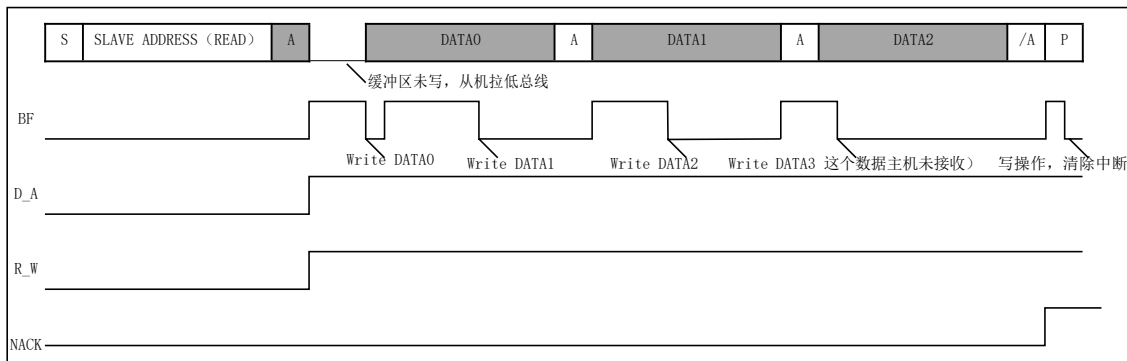 S SLAVE ADDRESS（READ） A DATA0 A DATA1 A DATA2 /A P
缓冲区未写，从机拉低总线
BF
Write DATA0 Write DATA1 Write DATA2 Write DATA3 这个数据主机未接收） 写操作，清除中断
D_A
R_W
NACK